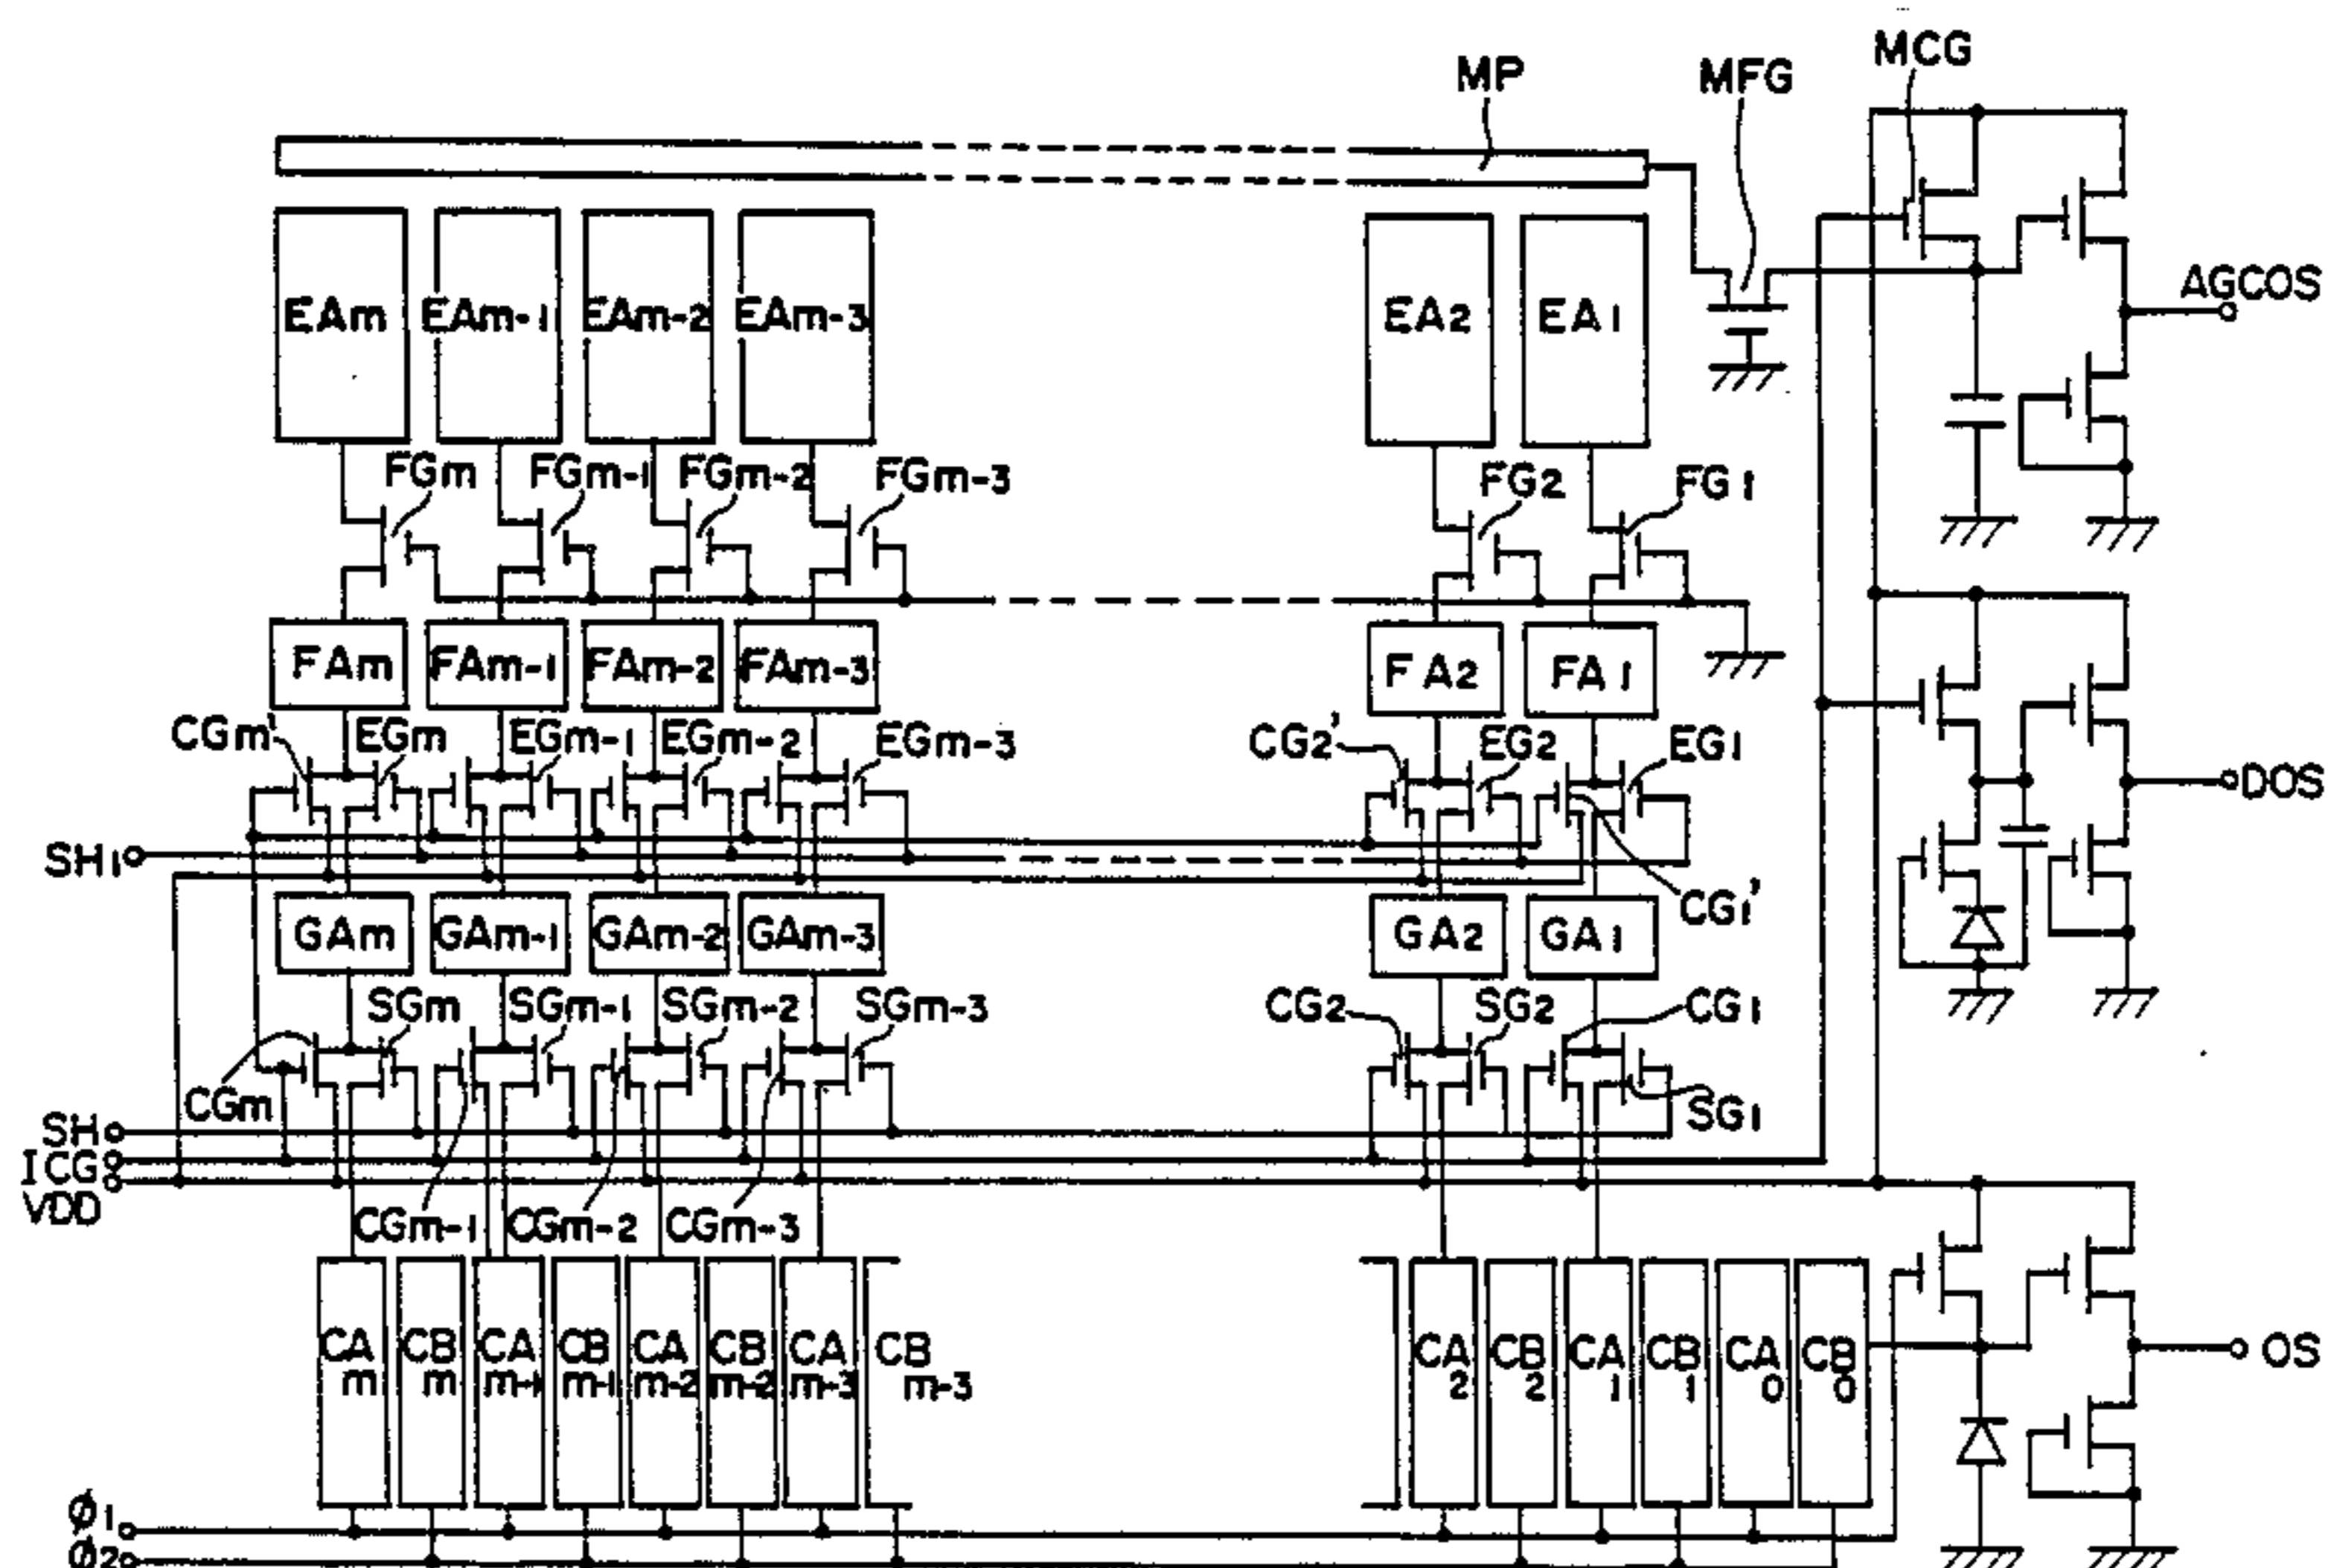 MCG
MP MFG
AGCOS
EAm EAm-1 EAm-2 EAm-3 EA2 EA1
FGm FGm-1 FGm-2 FGm-3 FG2 FG1
FAm FAm-1 FAm-2 FAm-3 FA2 FA1
CGm' EGm EGm-1 EGm-2 EGm-3 CG2' EG2 EG1
DOS
SH1
CG1'
GAm GAm-1 GAm-2 GAm-3 GA2 GA1
SGm SGm-1 SGm-2 SGm-3 CG2 SG2 CG1
CGm
SG1
SH
ICG
VDD
CGm-1 CGm-2 CGm-3
CA m CB m CA m-1 CB m-1 CA m-2 CB m-2 CA m-3 CB m-3 CA 2 CB 2 CA 1 CB 1 CA 0 CB 0
OS
Ø1
Ø2